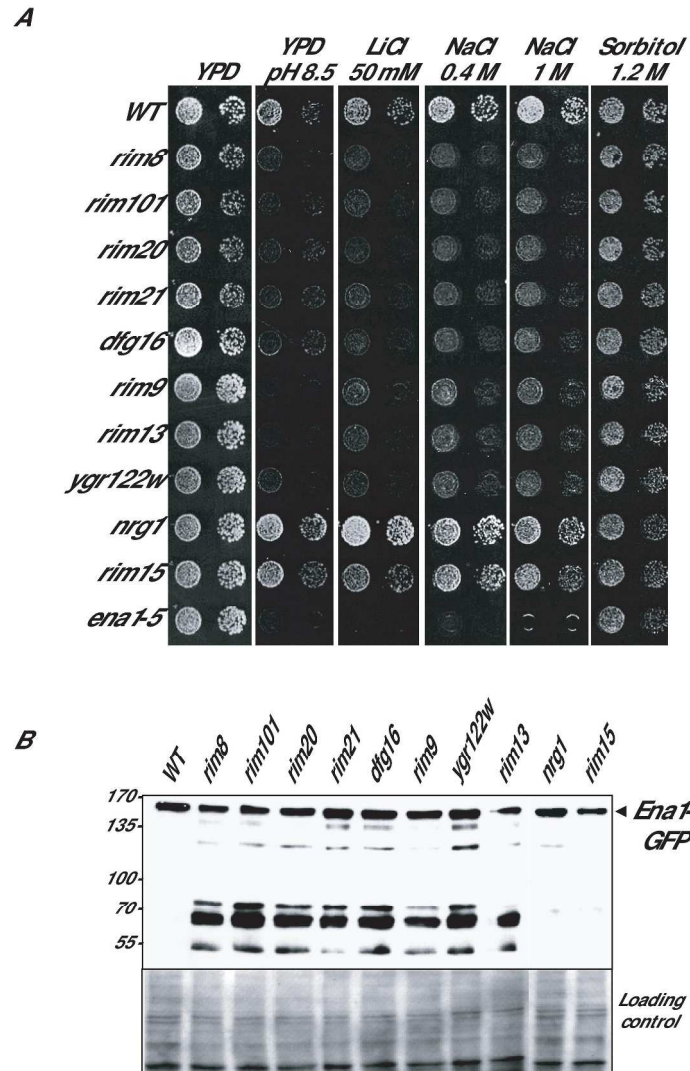 A
YPD
YPD pH 8.5
LiCl 50 mM
NaCl 0.4 M
NaCl 1 M
Sorbitol 1.2 M
WT
rim8
rim101
rim20
rim21
dfg16
rim9
rim13
ygr122w
nrg1
rim15
ena1-5
B
WT
rim8
rim101
rim20
rim21
dfg16
rim9
ygr122w
rim13
nrg1
rim15
170
135
100
70
55
Ena1-
GFP
Loading
control